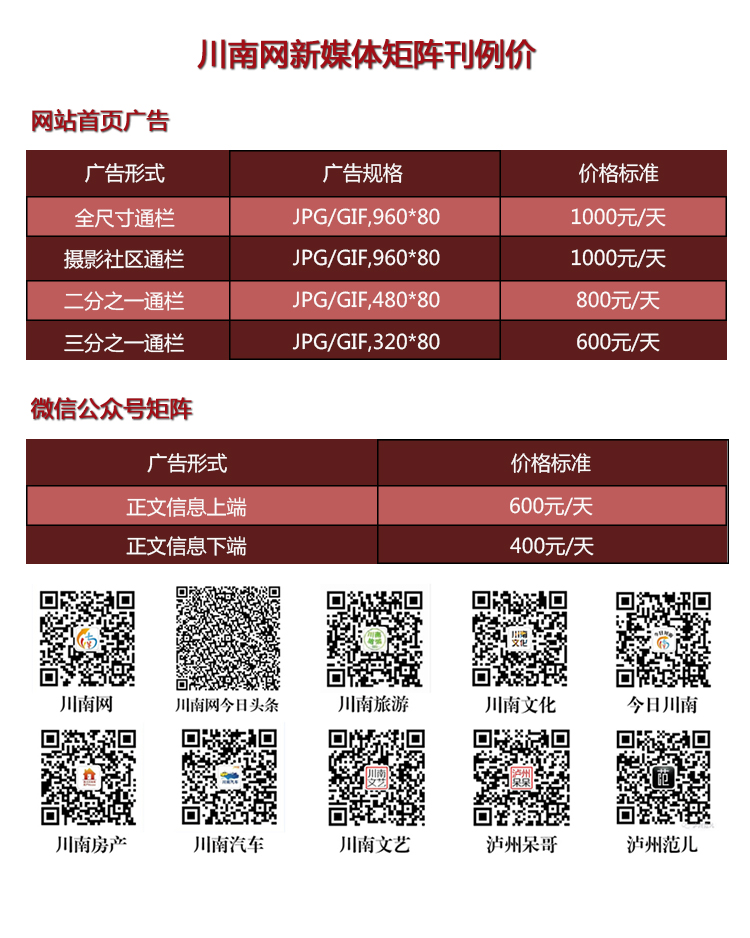 川南网新媒体矩阵刊例价
网站首页广告
广告形式 广告规格 价格标准
全尺寸通栏 JPG/GIF,960*80 1000元/天
摄影社区通栏 JPG/GIF,960*80 1000元/天
二分之一通栏 JPG/GIF,480*80 800元/天
三分之一通栏 JPG/GIF,320*80 600元/天
微信公众号矩阵
广告形式 价格标准
正文信息上端 600元/天
正文信息下端 400元/天
川南网 川南网今日头条 川南旅游 川南文化 今日川南
川南房产 川南汽车 川南文艺 泸州呆哥 泸州范儿